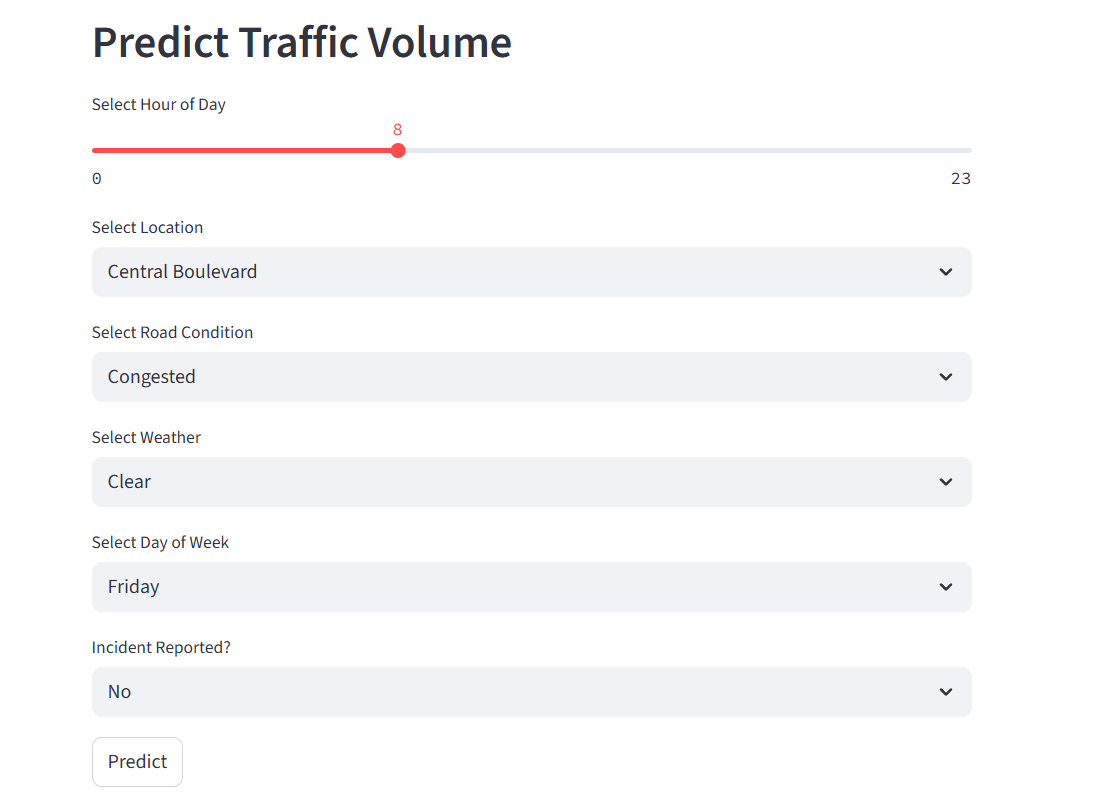 Predict Traffic Volume
Select Hour of Day
8
0 23
Select Location
Central Boulevard
Select Road Condition
Congested
Select Weather
Clear
Select Day of Week
Friday
Incident Reported?
No
Predict